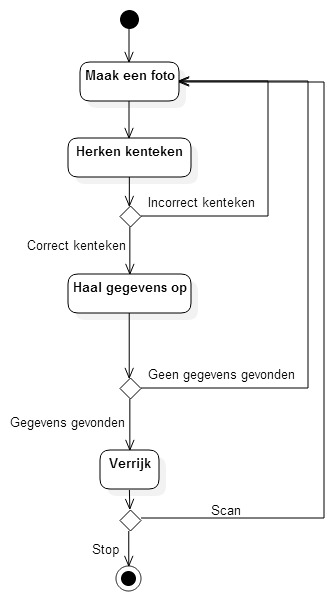 Maak een foto
Herken kenteken
Incorrect kenteken
Correct kenteken
Haal gegevens op
Geen gegevens gevonden
Gegevens gevonden
Verrijk
Scan
Stop